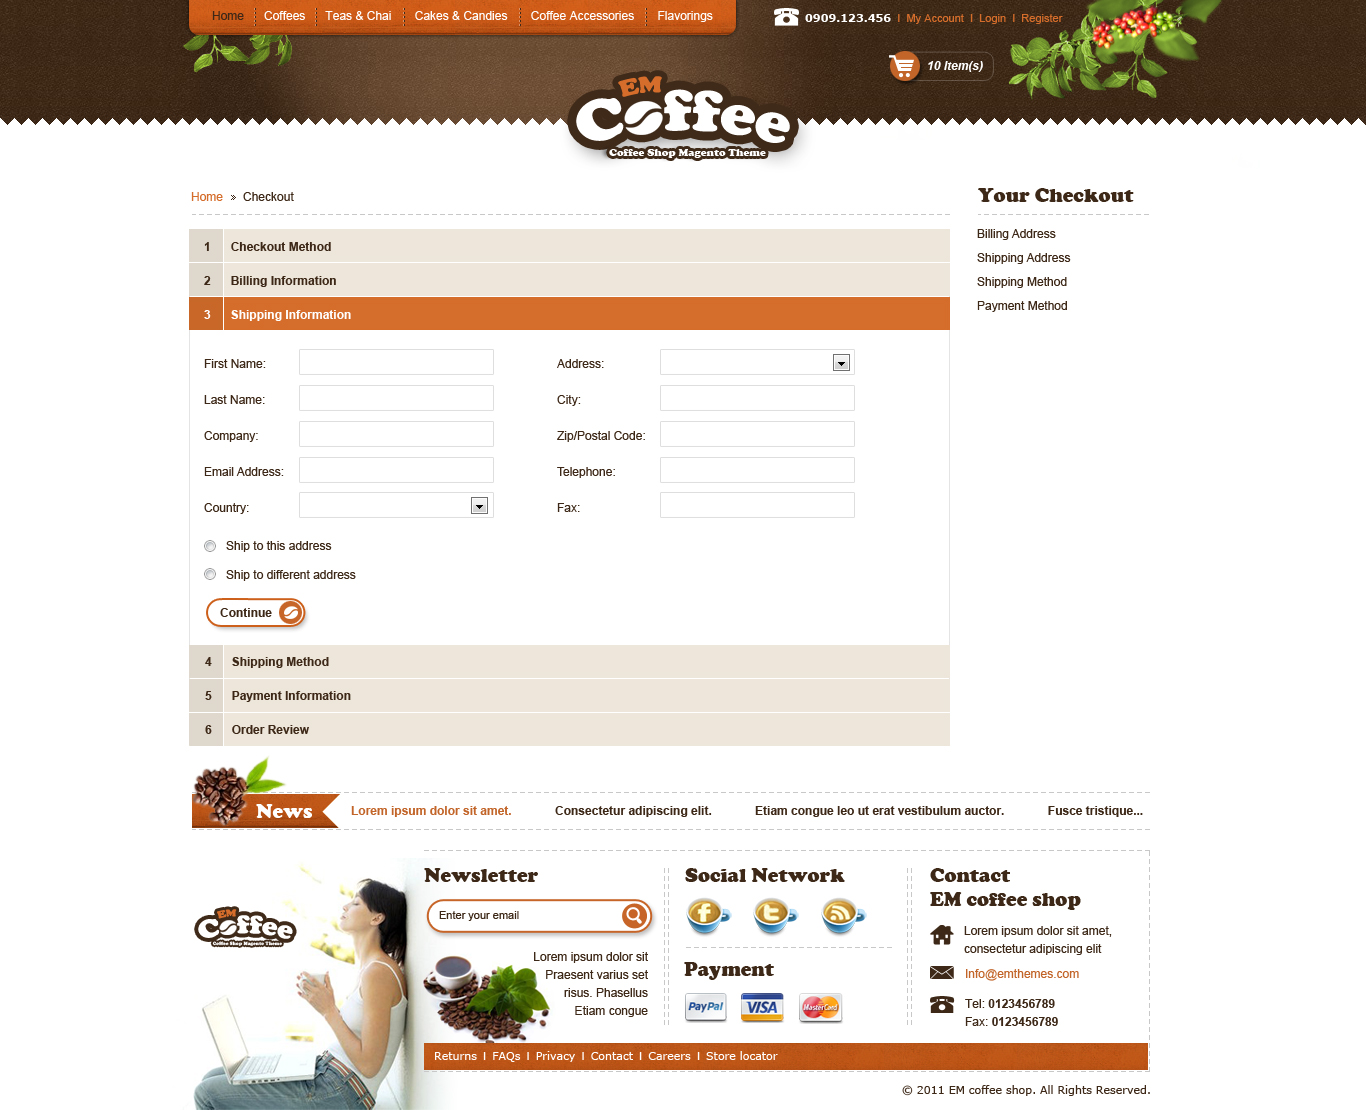 Home Coffees Teas & Chai Cakes & Candies Coffee Accessories Flavorings
0909.123.456 I My Account I Login I Register
10 Item(s)
EM
Coffee
Coffee Shop Magento Theme
Home » Checkout
1 Checkout Method
2 Billing Information
3 Shipping Information
First Name:
Last Name:
Company:
Email Address:
Country:
Address:
City:
Zip/Postal Code:
Telephone:
Fax:
Ship to this address
Ship to different address
Continue
4 Shipping Method
5 Payment Information
6 Order Review
Your Checkout
Billing Address
Shipping Address
Shipping Method
Payment Method
News
Lorem ipsum dolor sit amet. Consectetur adipiscing elit. Etiam congue leo ut erat vestibulum auctor. Fusce tristique...
EM
Coffee
Coffee Shop Magento Theme
Newsletter
Enter your email
Lorem ipsum dolor sit
Praesent varius set
risus. Phasellus
Etiam congue
Social Network
f t
Payment
PayPal VISA MasterCard
Contact
EM coffee shop
Lorem ipsum dolor sit amet,
consectetur adipiscing elit
Info@emthemes.com
Tel: 0123456789
Fax: 0123456789
Returns I FAQs I Privacy I Contact I Careers I Store locator
© 2011 EM coffee shop. All Rights Reserved.